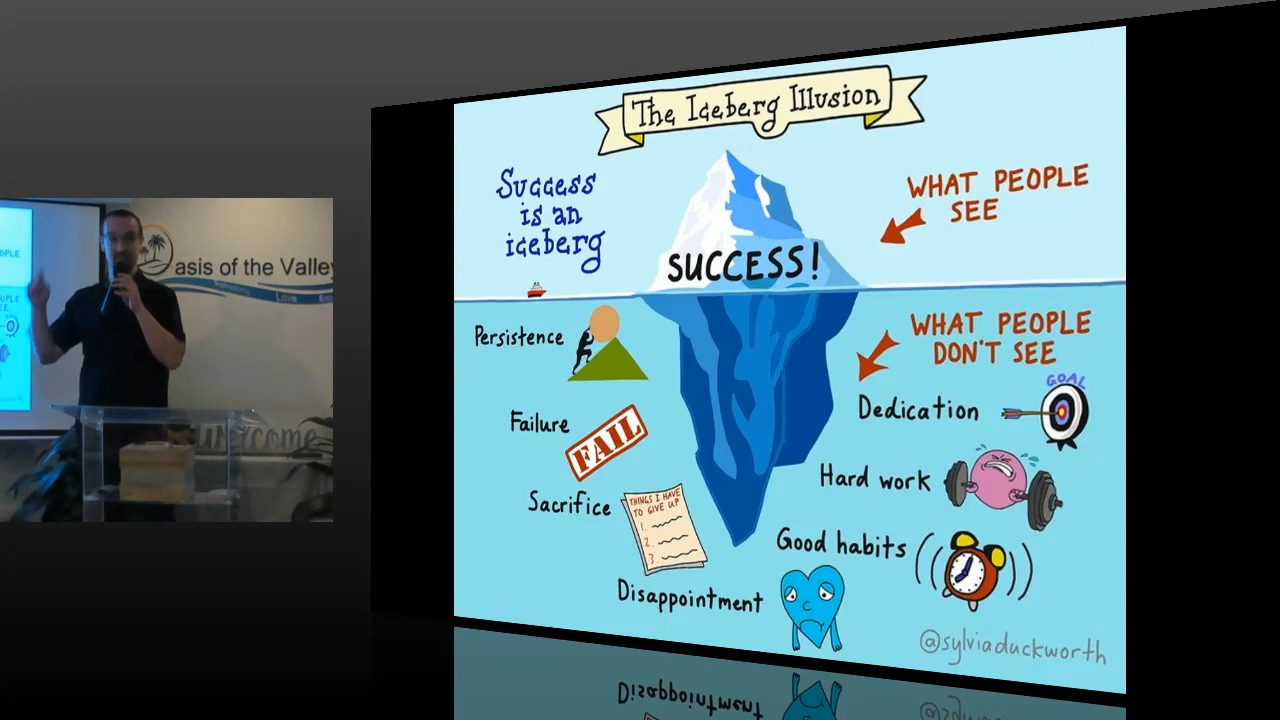 The Iceberg Illusion
Success
is an
iceberg
WHAT PEOPLE
SEE
SUCCESS!
Persistence
WHAT PEOPLE
DON'T SEE
GOAL
Dedication
Failure
FAIL
Hard work
Sacrifice
THINGS I HAVE
TO GIVE UP
1.
2.
3.
Good habits
Disappointment
@sylviaduckworth
asis of the Valley
Love
Welcome
Disappointment